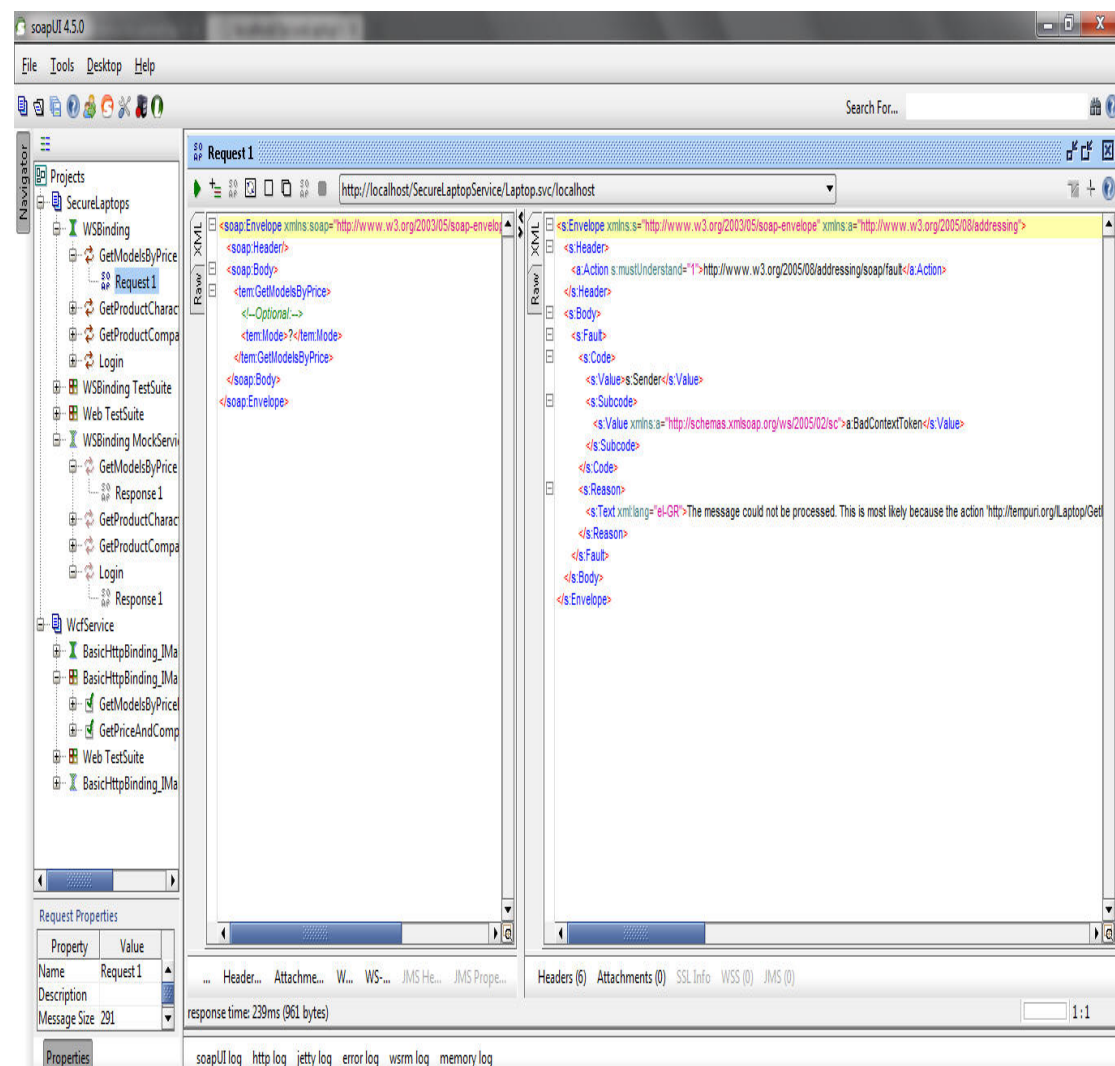 soapUI 4.5.0
File Tools Desktop Help
Search For...
Navigator
Projects
SecureLaptops
WSBinding
GetModelsByPrice
Request 1
GetProductCharac
GetProductCompa
Login
WSBinding TestSuite
Web TestSuite
WSBinding MockServi
GetModelsByPrice
Response 1
GetProductCharac
GetProductCompa
Login
Response 1
WcfService
BasicHttpBinding_IMa
BasicHttpBinding_IMa
GetModelsByPriceI
GetPriceAndComp
Web TestSuite
BasicHttpBinding_IMa
Request Properties
Property Value
Name Request 1
Description
Message Size 291
Properties
Request 1
http://localhost/SecureLaptopService/Laptop.svc/localhost
XML
Raw
<soap:Envelope xmlns:soap="http://www.w3.org/2003/05/soap-envelop
<soap:Header/>
<soap:Body>
<tem:GetModelsByPrice>
<!--Optional:-->
<tem:Mode>?</tem:Mode>
</tem:GetModelsByPrice>
</soap:Body>
</soap:Envelope>
... Header... Attachme... W... WS-... JMS He... JMS Prope...
XML
Raw
<s:Envelope xmlns:s="http://www.w3.org/2003/05/soap-envelope" xmlns:a="http://www.w3.org/2005/08/addressing">
<s:Header>
<a:Action s:mustUnderstand="1">http://www.w3.org/2005/08/addressing/soap/fault</a:Action>
</s:Header>
<s:Body>
<s:Fault>
<s:Code>
<s:Value>s:Sender</s:Value>
<s:Subcode>
<s:Value xmlns:a="http://schemas.xmlsoap.org/ws/2005/02/sc">a:BadContextToken</s:Value>
</s:Subcode>
</s:Code>
<s:Reason>
<s:Text xml:lang="el-GR">The message could not be processed. This is most likely because the action 'http://tempuri.org/ILaptop/Get
</s:Reason>
</s:Fault>
</s:Body>
</s:Envelope>
Headers (6) Attachments (0) SSL Info WSS (0) JMS (0)
response time: 239ms (961 bytes)
1:1
soapUI log http log jetty log error log wsrm log memory log